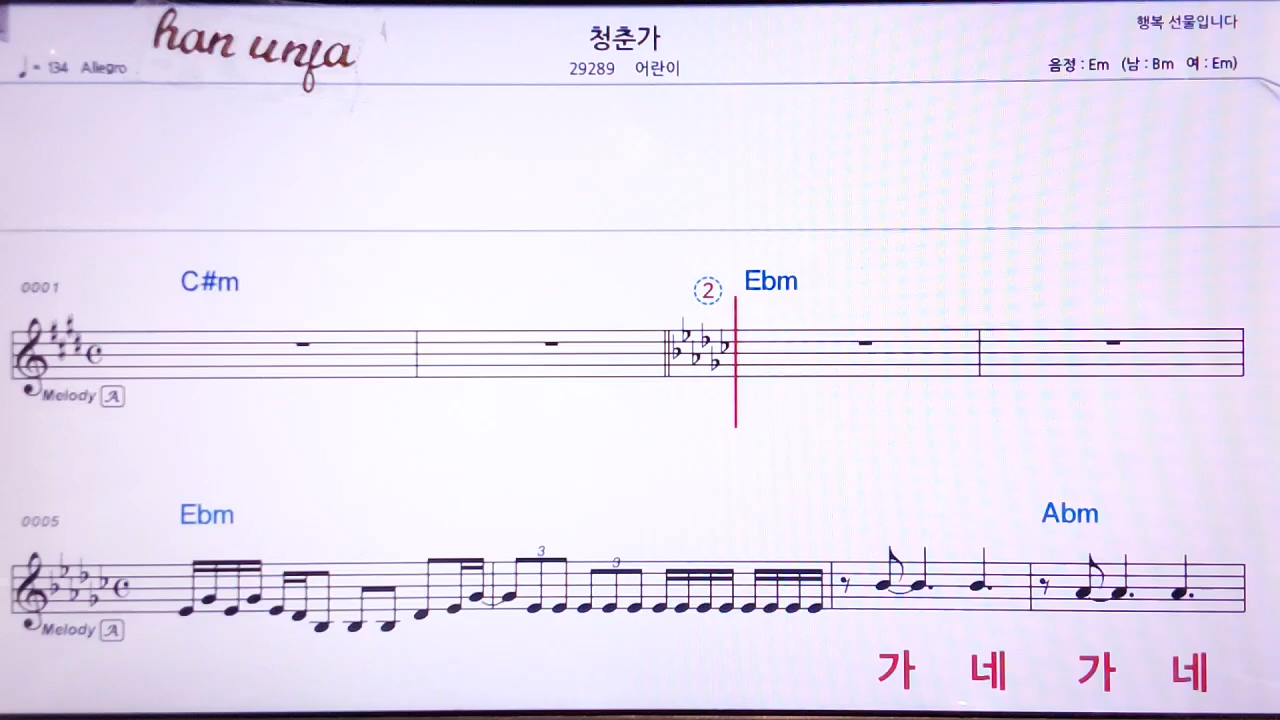 han unfa
청춘가
행복 선물입니다
♩= 134 Allegro
29289 어란이
음정 : Em (남 : Bm 여 : Em)
0001 C#m 2 Ebm
Melody A
0005 Ebm Abm
3 3
Melody A
가 네 가 네